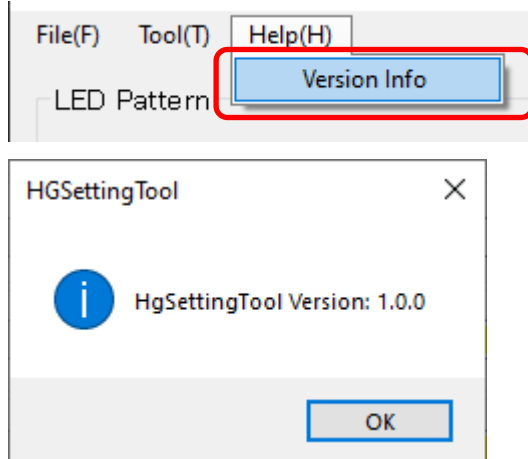 File(F) Tool(T) Help(H)
Version Info
LED Pattern
HGSettingTool
HgSettingTool Version: 1.0.0
OK